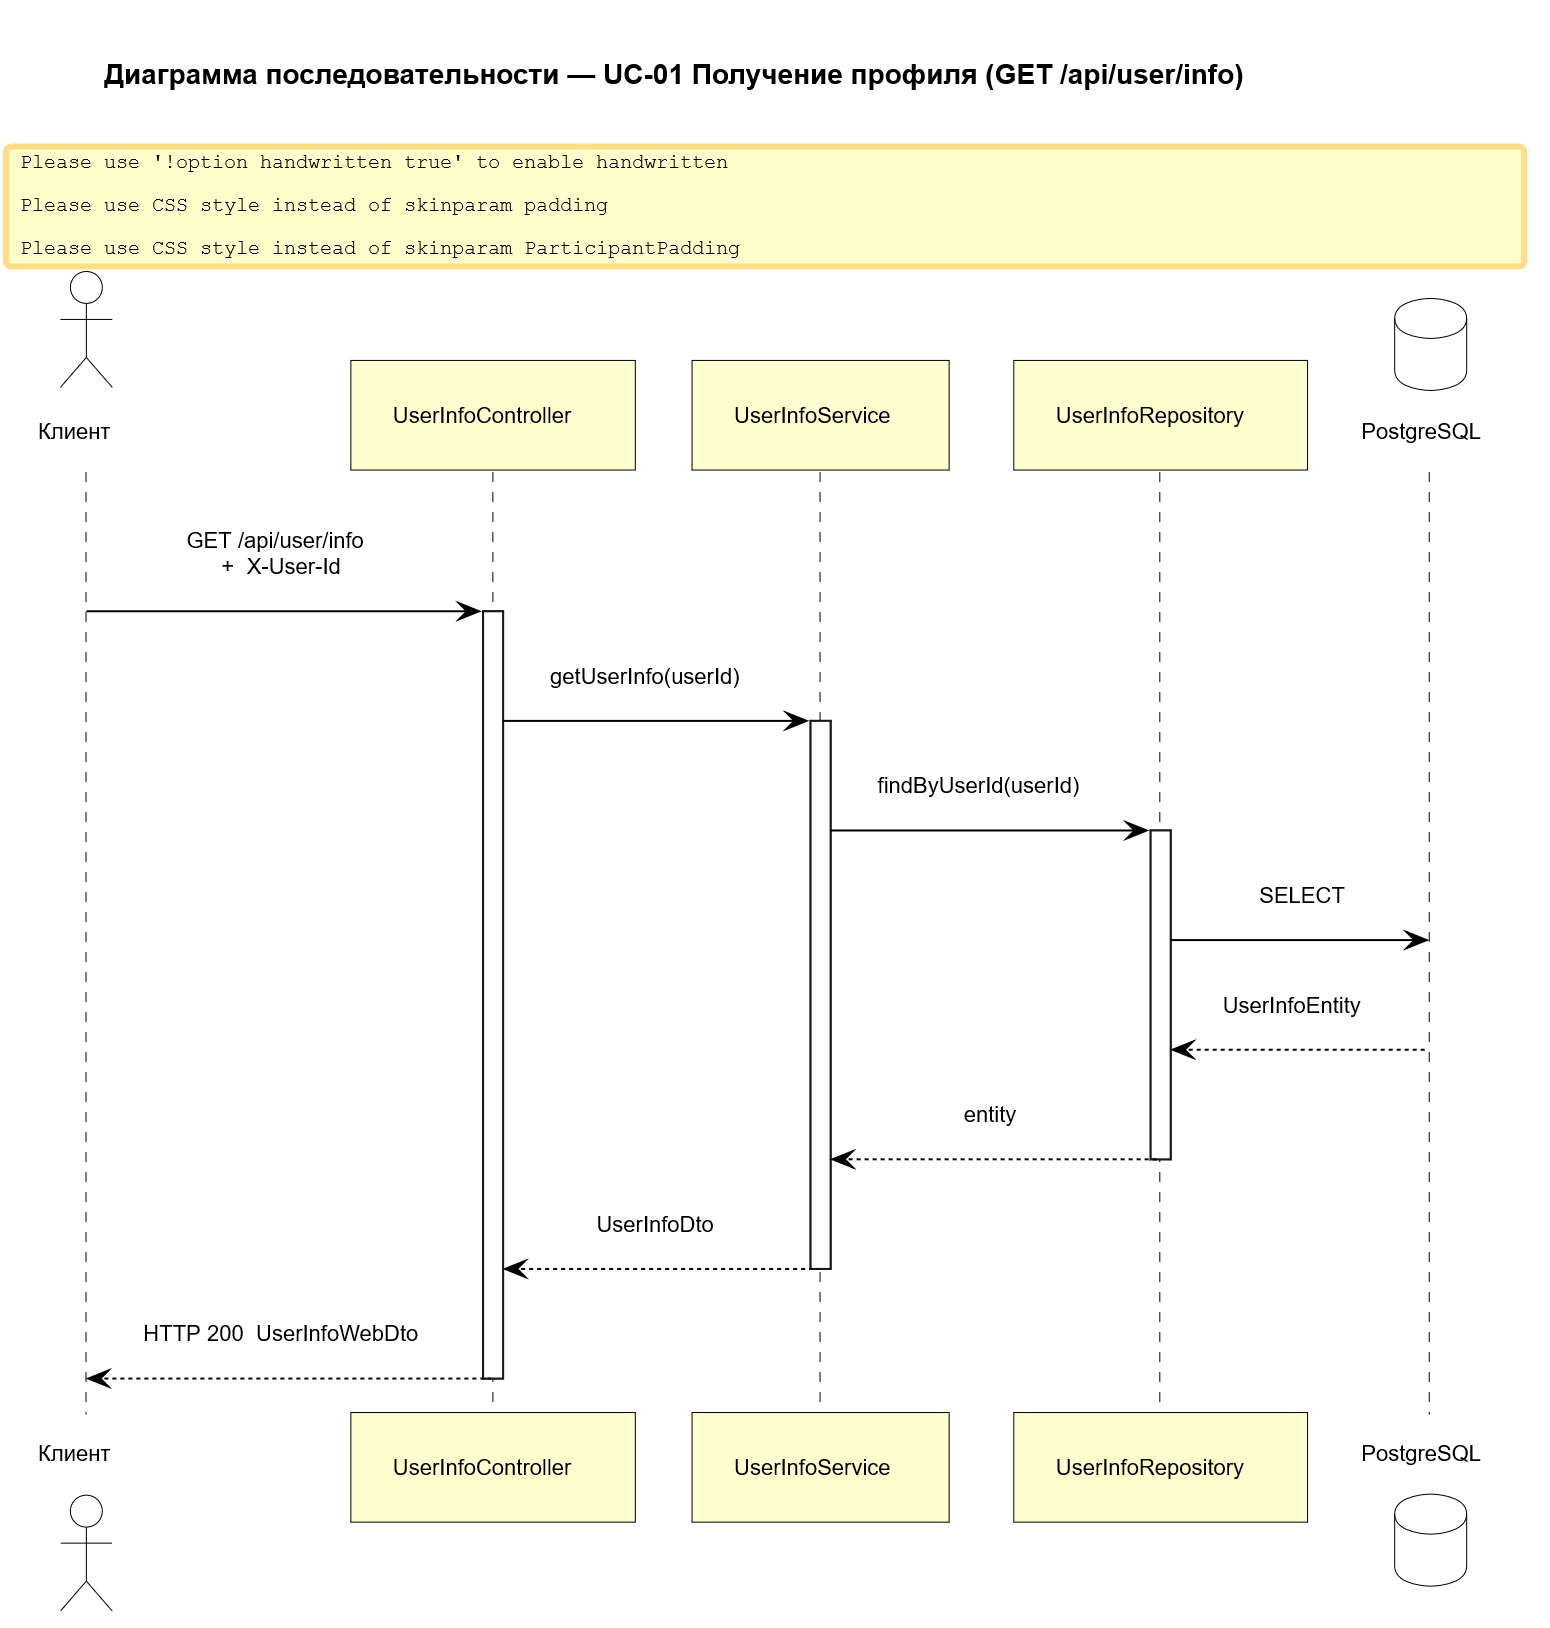 Диаграмма последовательности — UC-01 Получение профиля (GET /api/user/info)
Please use '!option handwritten true' to enable handwritten
Please use CSS style instead of skinparam padding
Please use CSS style instead of skinparam ParticipantPadding
Клиент
UserInfoController
UserInfoService
UserInfoRepository
PostgreSQL
GET /api/user/info
+ X-User-Id
getUserInfo(userId)
findByUserId(userId)
SELECT
UserInfoEntity
entity
UserInfoDto
HTTP 200 UserInfoWebDto
Клиент
UserInfoController
UserInfoService
UserInfoRepository
PostgreSQL